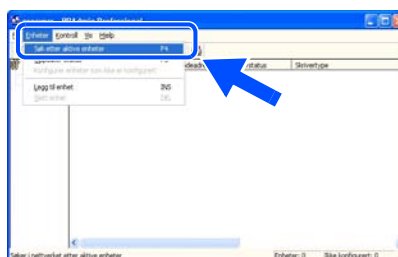 BRAdmin Professional
Enheter Kontroll Vis Help
Søk etter aktive enheter F4
Konfigurer enheter som ikke er konfigurert
Legg til enhet INS
Slett enhet DEL
status Skrivertype
Søker i nettverket etter aktive enheter Enheter: 0 Ikke konfigurert: 0